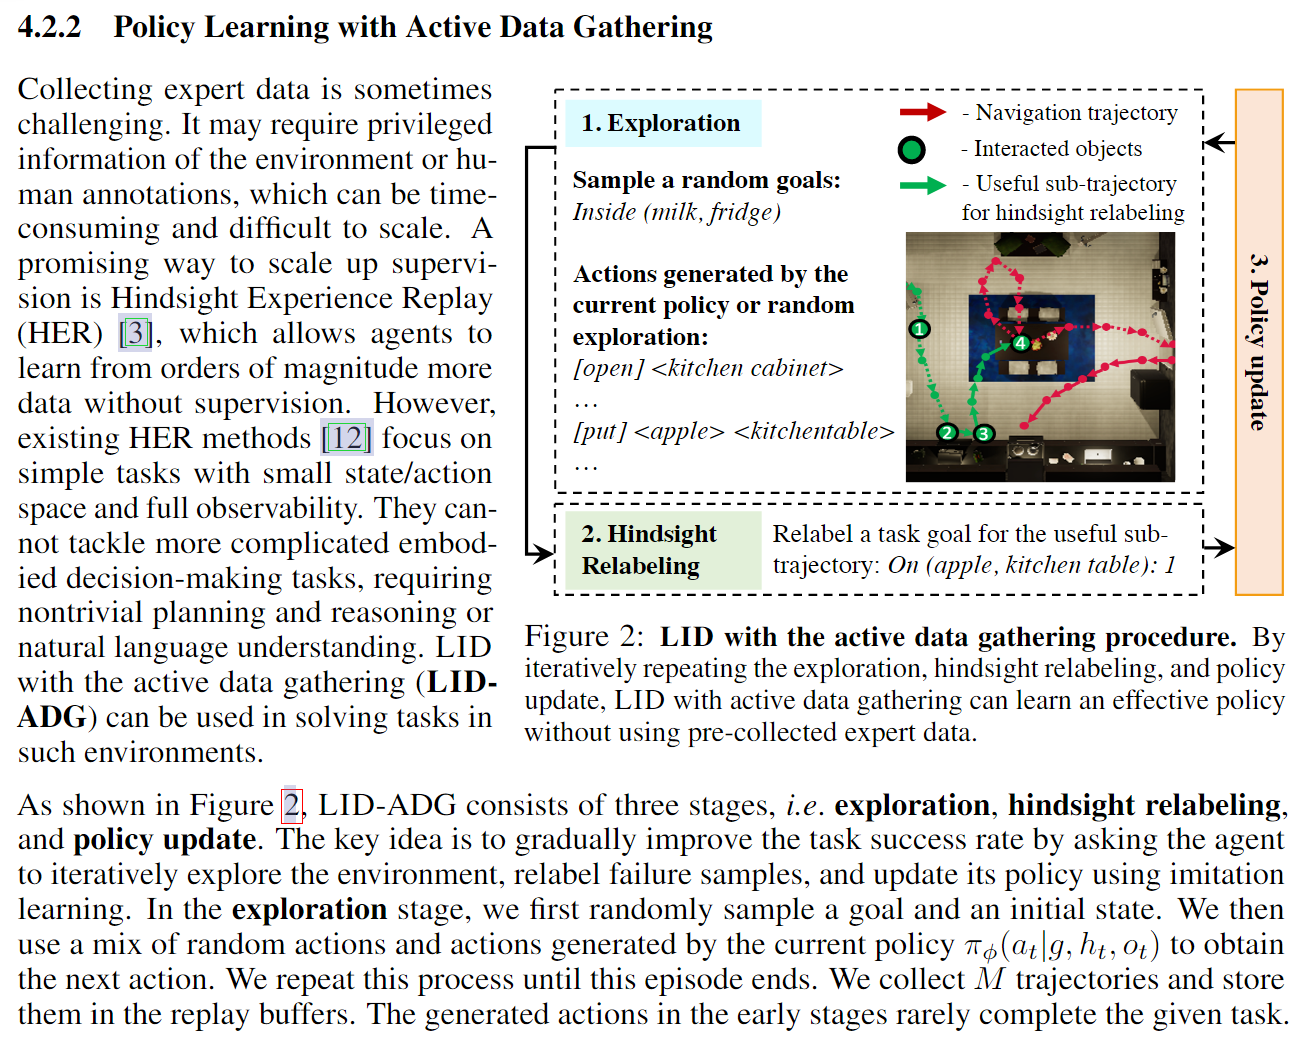 4.2.2 Policy Learning with Active Data Gathering
Collecting expert data is sometimes
challenging. It may require privileged
information of the environment or hu-
man annotations, which can be time-
consuming and difficult to scale. A
promising way to scale up supervi-
sion is Hindsight Experience Replay
(HER) [3], which allows agents to
learn from orders of magnitude more
data without supervision. However,
existing HER methods [12] focus on
simple tasks with small state/action
space and full observability. They can-
not tackle more complicated embod-
ied decision-making tasks, requiring
nontrivial planning and reasoning or
natural language understanding. LID
with the active data gathering (LID-
ADG) can be used in solving tasks in
such environments.
1. Exploration
Sample a random goals:
Inside (milk, fridge)
Actions generated by the
current policy or random
exploration:
[open] <kitchen cabinet>
...
[put] <apple> <kitchentable>
...
- Navigation trajectory
- Interacted objects
- Useful sub-trajectory
for hindsight relabeling
1
2
3
4
2. Hindsight
Relabeling
Relabel a task goal for the useful sub-
trajectory: On (apple, kitchen table): 1
3. Policy update
Figure 2: LID with the active data gathering procedure. By
iteratively repeating the exploration, hindsight relabeling, and policy
update, LID with active data gathering can learn an effective policy
without using pre-collected expert data.
As shown in Figure 2, LID-ADG consists of three stages, i.e. exploration, hindsight relabeling,
and policy update. The key idea is to gradually improve the task success rate by asking the agent
to iteratively explore the environment, relabel failure samples, and update its policy using imitation
learning. In the exploration stage, we first randomly sample a goal and an initial state. We then
use a mix of random actions and actions generated by the current policy π_ϕ(a_t|g, h_t, o_t) to obtain
the next action. We repeat this process until this episode ends. We collect M trajectories and store
them in the replay buffers. The generated actions in the early stages rarely complete the given task.